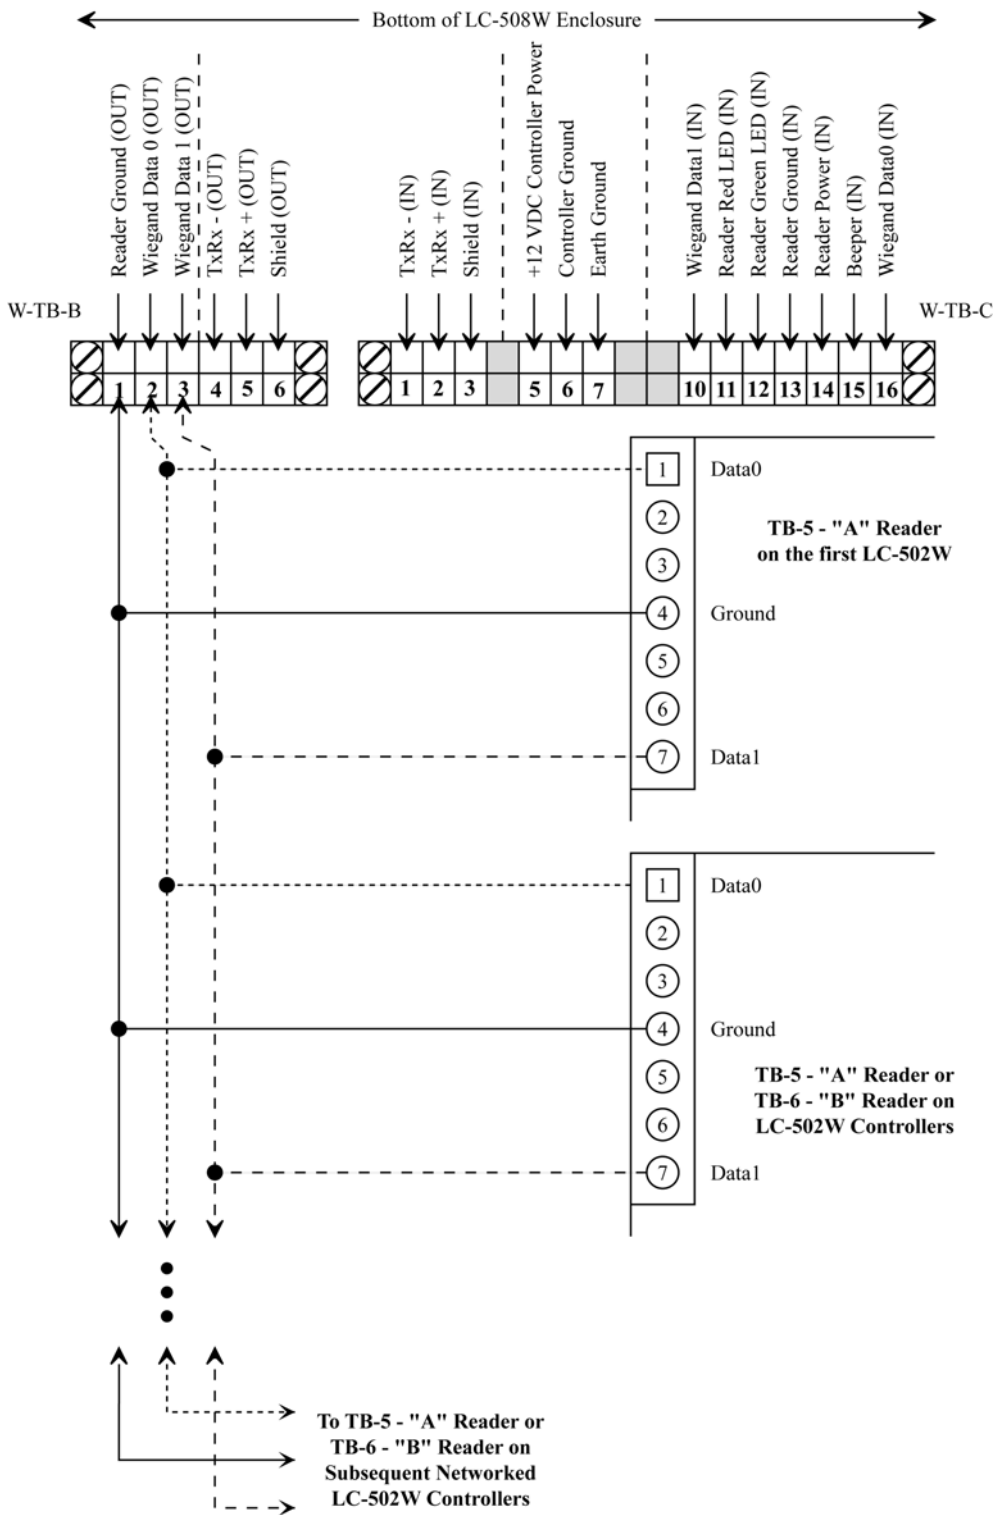 Bottom of LC-508W Enclosure
Reader Ground (OUT)
Wiegand Data 0 (OUT)
Wiegand Data 1 (OUT)
TxRx - (OUT)
TxRx + (OUT)
Shield (OUT)
TxRx - (IN)
TxRx + (IN)
Shield (IN)
+12 VDC Controller Power
Controller Ground
Earth Ground
Wiegand Data1 (IN)
Reader Red LED (IN)
Reader Green LED (IN)
Reader Ground (IN)
Reader Power (IN)
Beeper (IN)
Wiegand Data0 (IN)
W-TB-B
W-TB-C
1 2 3 4 5 6
1 2 3 5 6 7 10 11 12 13 14 15 16
1 Data0
2
TB-5 - "A" Reader
on the first LC-502W
3
4 Ground
5
6
7 Data1
1 Data0
2
3
4 Ground
5
TB-5 - "A" Reader or
TB-6 - "B" Reader on
LC-502W Controllers
6
7 Data1
To TB-5 - "A" Reader or
TB-6 - "B" Reader on
Subsequent Networked
LC-502W Controllers